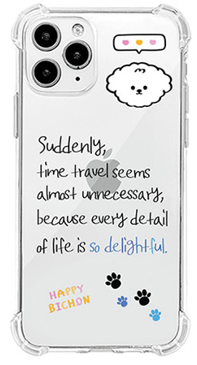 Suddenly,
time travel seems
almost unnecessary,
because every detail
of life is so delightful.
HAPPY
BICHON